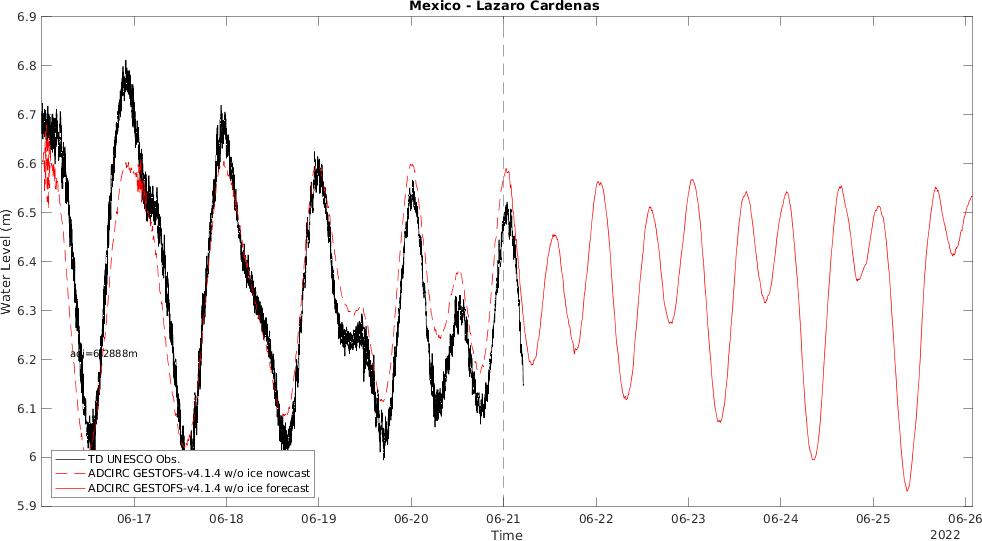 Mexico - Lazaro Cardenas
6.9
6.8
6.7
6.6
6.5
6.4
6.3
6.2
6.1
6
5.9
Water Level (m)
adj=6.2888m
TD UNESCO Obs.
ADCIRC GESTOFS-v4.1.4 w/o ice nowcast
ADCIRC GESTOFS-v4.1.4 w/o ice forecast
06-17 06-18 06-19 06-20 06-21 06-22 06-23 06-24 06-25 06-26
Time
2022